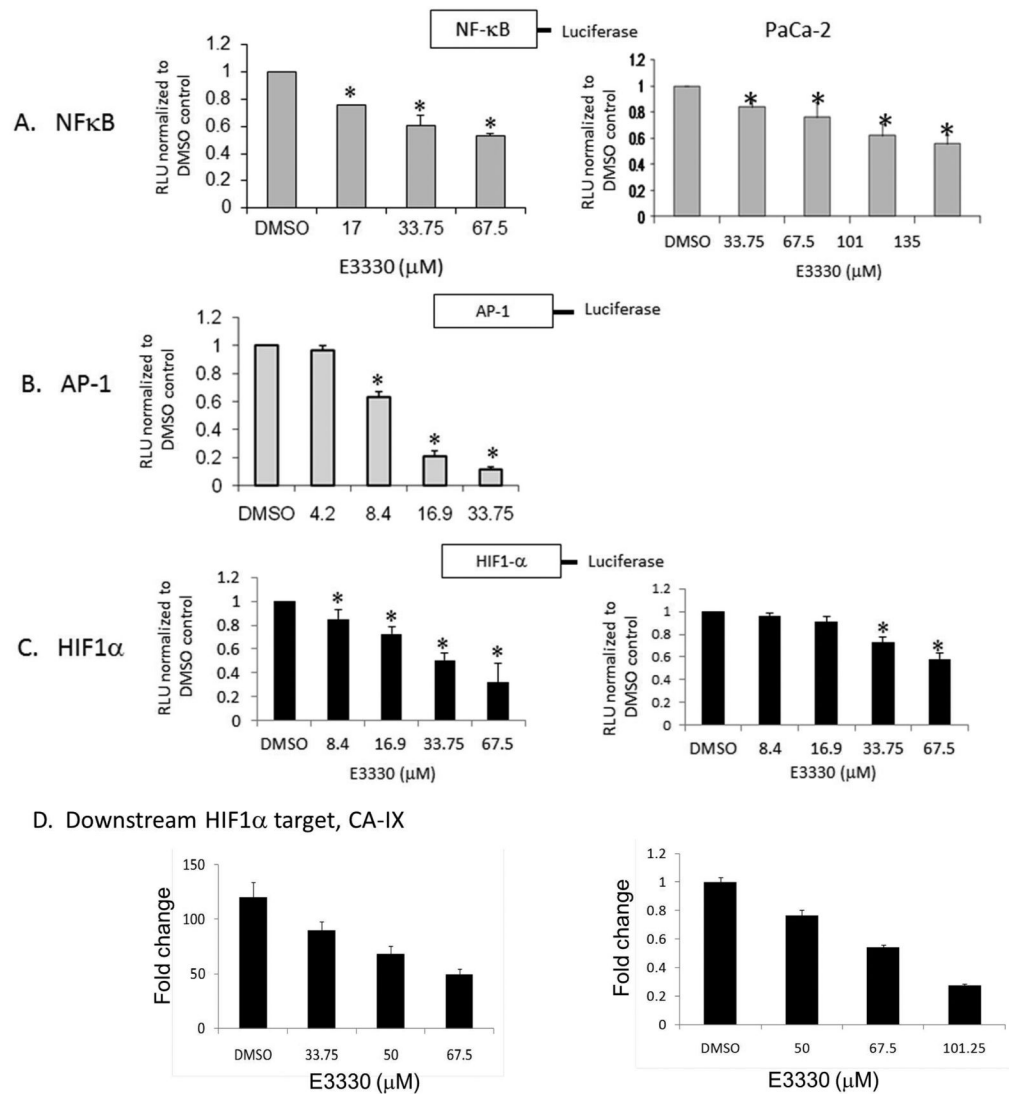 NF-κB Luciferase PaCa-2
A. NFκB
RLU normalized to
DMSO control
1.2
1
0.8
0.6
0.4
0.2
0
* * *
DMSO 17 33.75 67.5
E3330 (μM)
RLU normalized to
DMSO control
1.2
1
0.8
0.6
0.4
0.2
0
* * * *
DMSO 33.75 67.5 101 135
E3330 (μM)
AP-1 Luciferase
B. AP-1
RLU normalized to
DMSO control
1.2
1
0.8
0.6
0.4
0.2
0
* * *
DMSO 4.2 8.4 16.9 33.75
HIF1-α Luciferase
C. HIF1α
RLU normalized to
DMSO control
1.2
1
0.8
0.6
0.4
0.2
0
* * * *
DMSO 8.4 16.9 33.75 67.5
E3330 (μM)
RLU normalized to
DMSO control
1.2
1
0.8
0.6
0.4
0.2
0
* *
DMSO 8.4 16.9 33.75 67.5
E3330 (μM)
D. Downstream HIF1α target, CA-IX
Fold change
150
100
50
0
DMSO 33.75 50 67.5
E3330 (μM)
Fold change
1.2
1
0.8
0.6
0.4
0.2
0
DMSO 50 67.5 101.25
E3330 (μM)